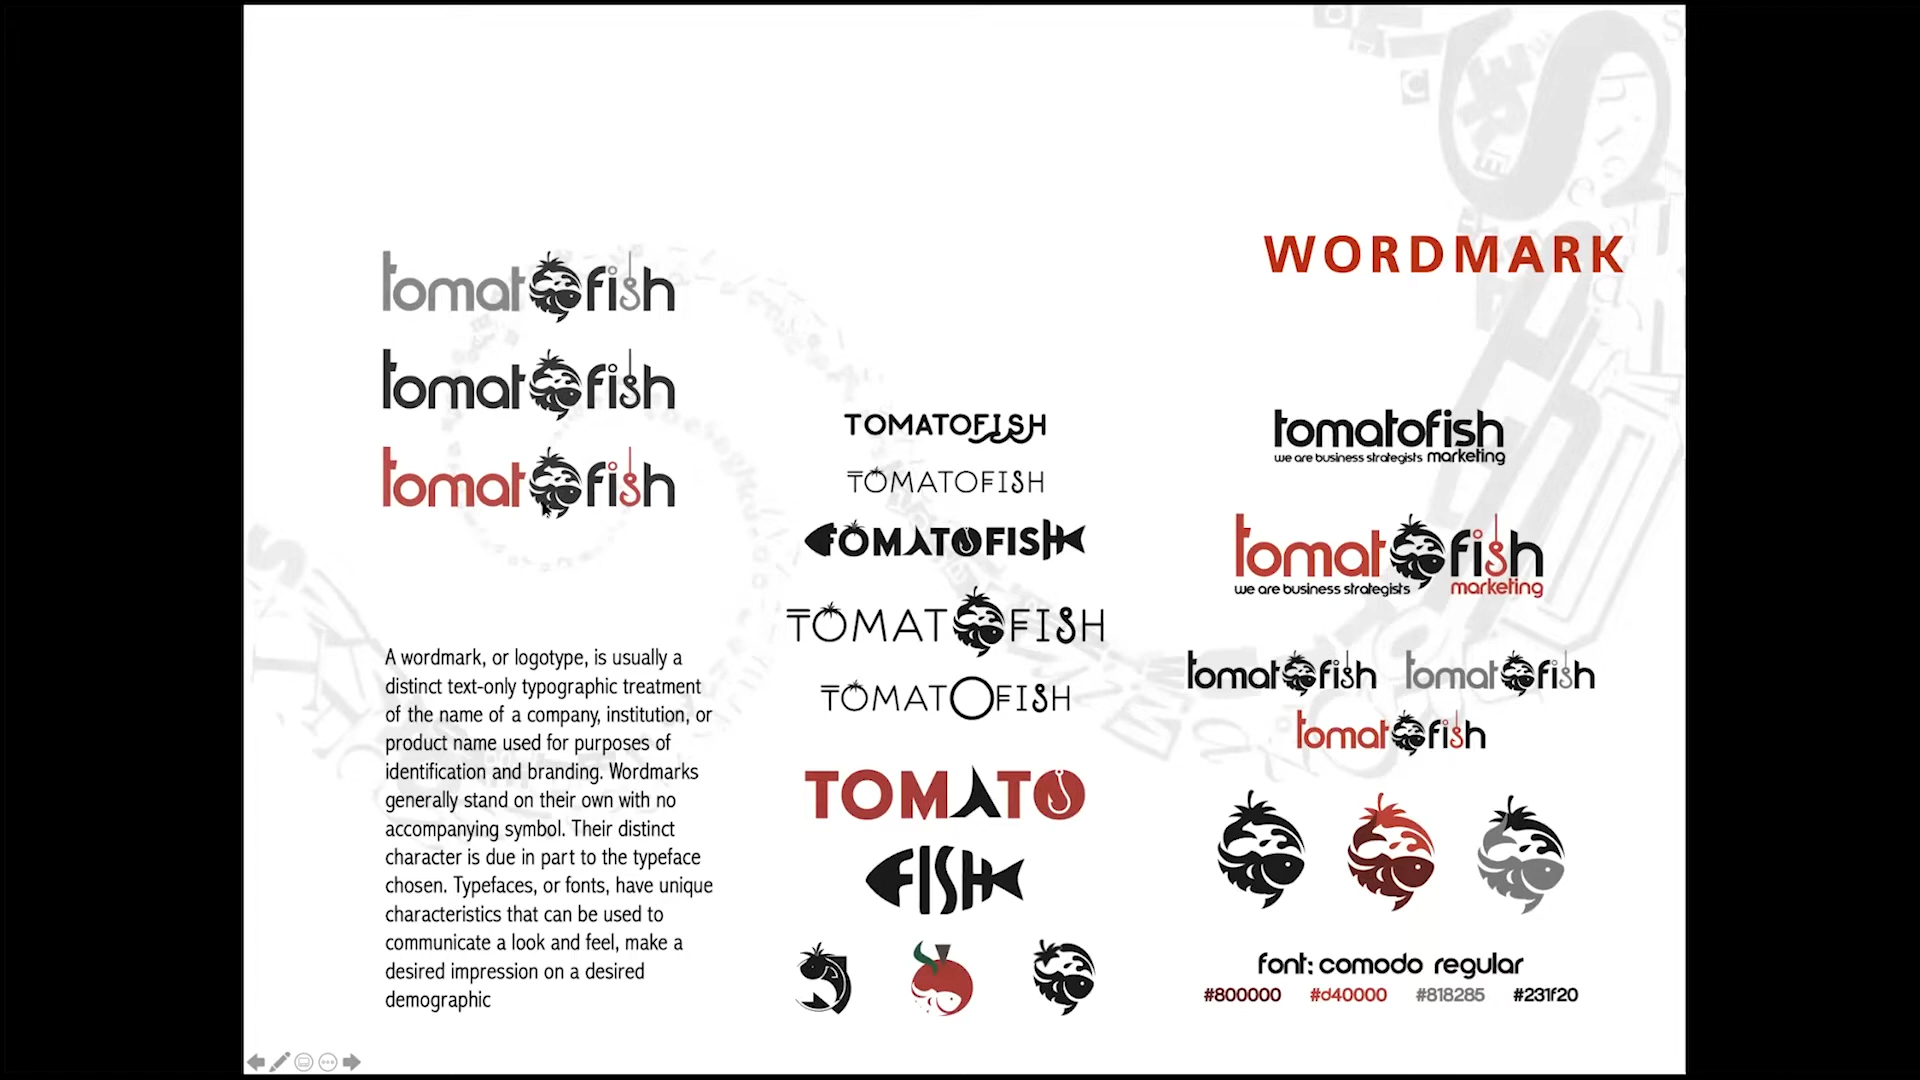 WORDMARK
tomatofish
tomatofish
tomatofish
A wordmark, or logotype, is usually a
distinct text-only typographic treatment
of the name of a company, institution, or
product name used for purposes of
identification and branding. Wordmarks
generally stand on their own with no
accompanying symbol. Their distinct
character is due in part to the typeface
chosen. Typefaces, or fonts, have unique
characteristics that can be used to
communicate a look and feel, make a
desired impression on a desired
demographic
TOMATOFISH
TOMATOFISH
TOMATOFISH
TOMATOFISH
TOMATOFISH
TOMATO
FISH
tomatofish
we are business strategists marketing
tomatofish
we are business strategists marketing
tomatofish tomatofish
tomatofish
font: comodo regular
#800000 #d40000 #818285 #231f20